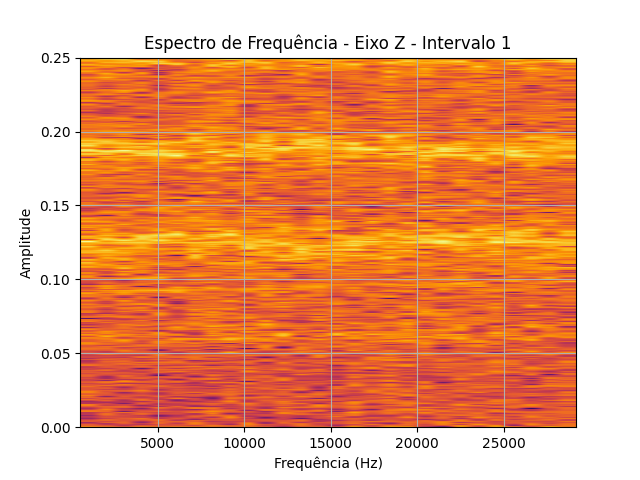 Espectro de Frequência - Eixo Z - Intervalo 1
0.25
0.20
0.15
0.10
0.05
0.00
Amplitude
5000 10000 15000 20000 25000
Frequência (Hz)